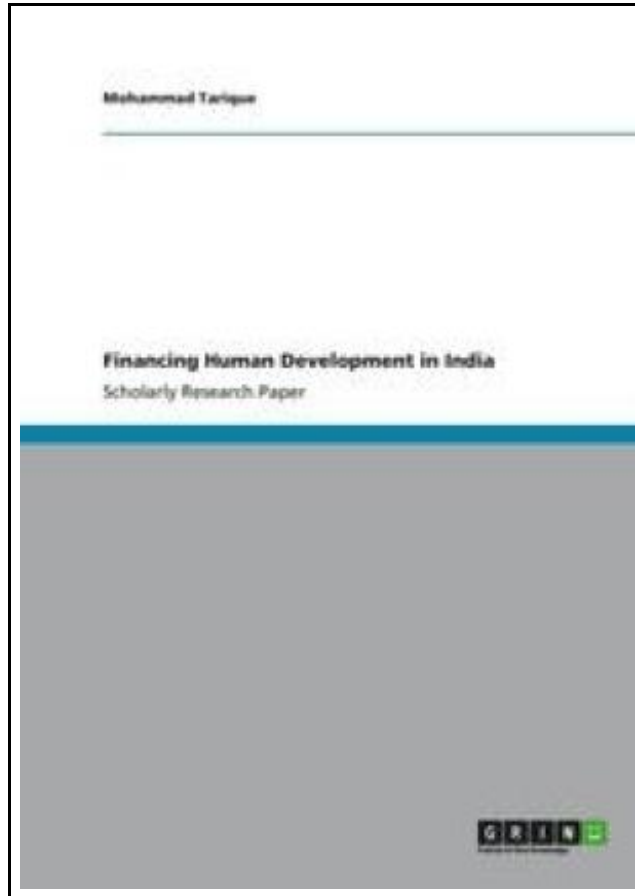 Mohammad Tarique
Financing Human Development in India
Scholarly Research Paper
GRIN